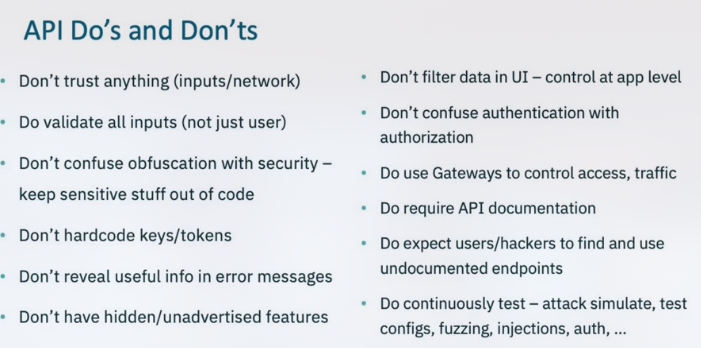 API Do's and Don'ts
• Don't trust anything (inputs/network)
• Do validate all inputs (not just user)
• Don't confuse obfuscation with security –
keep sensitive stuff out of code
• Don't hardcode keys/tokens
• Don't reveal useful info in error messages
• Don't have hidden/unadvertised features
• Don't filter data in UI – control at app level
• Don't confuse authentication with
authorization
• Do use Gateways to control access, traffic
• Do require API documentation
• Do expect users/hackers to find and use
undocumented endpoints
• Do continuously test – attack simulate, test
configs, fuzzing, injections, auth, ...